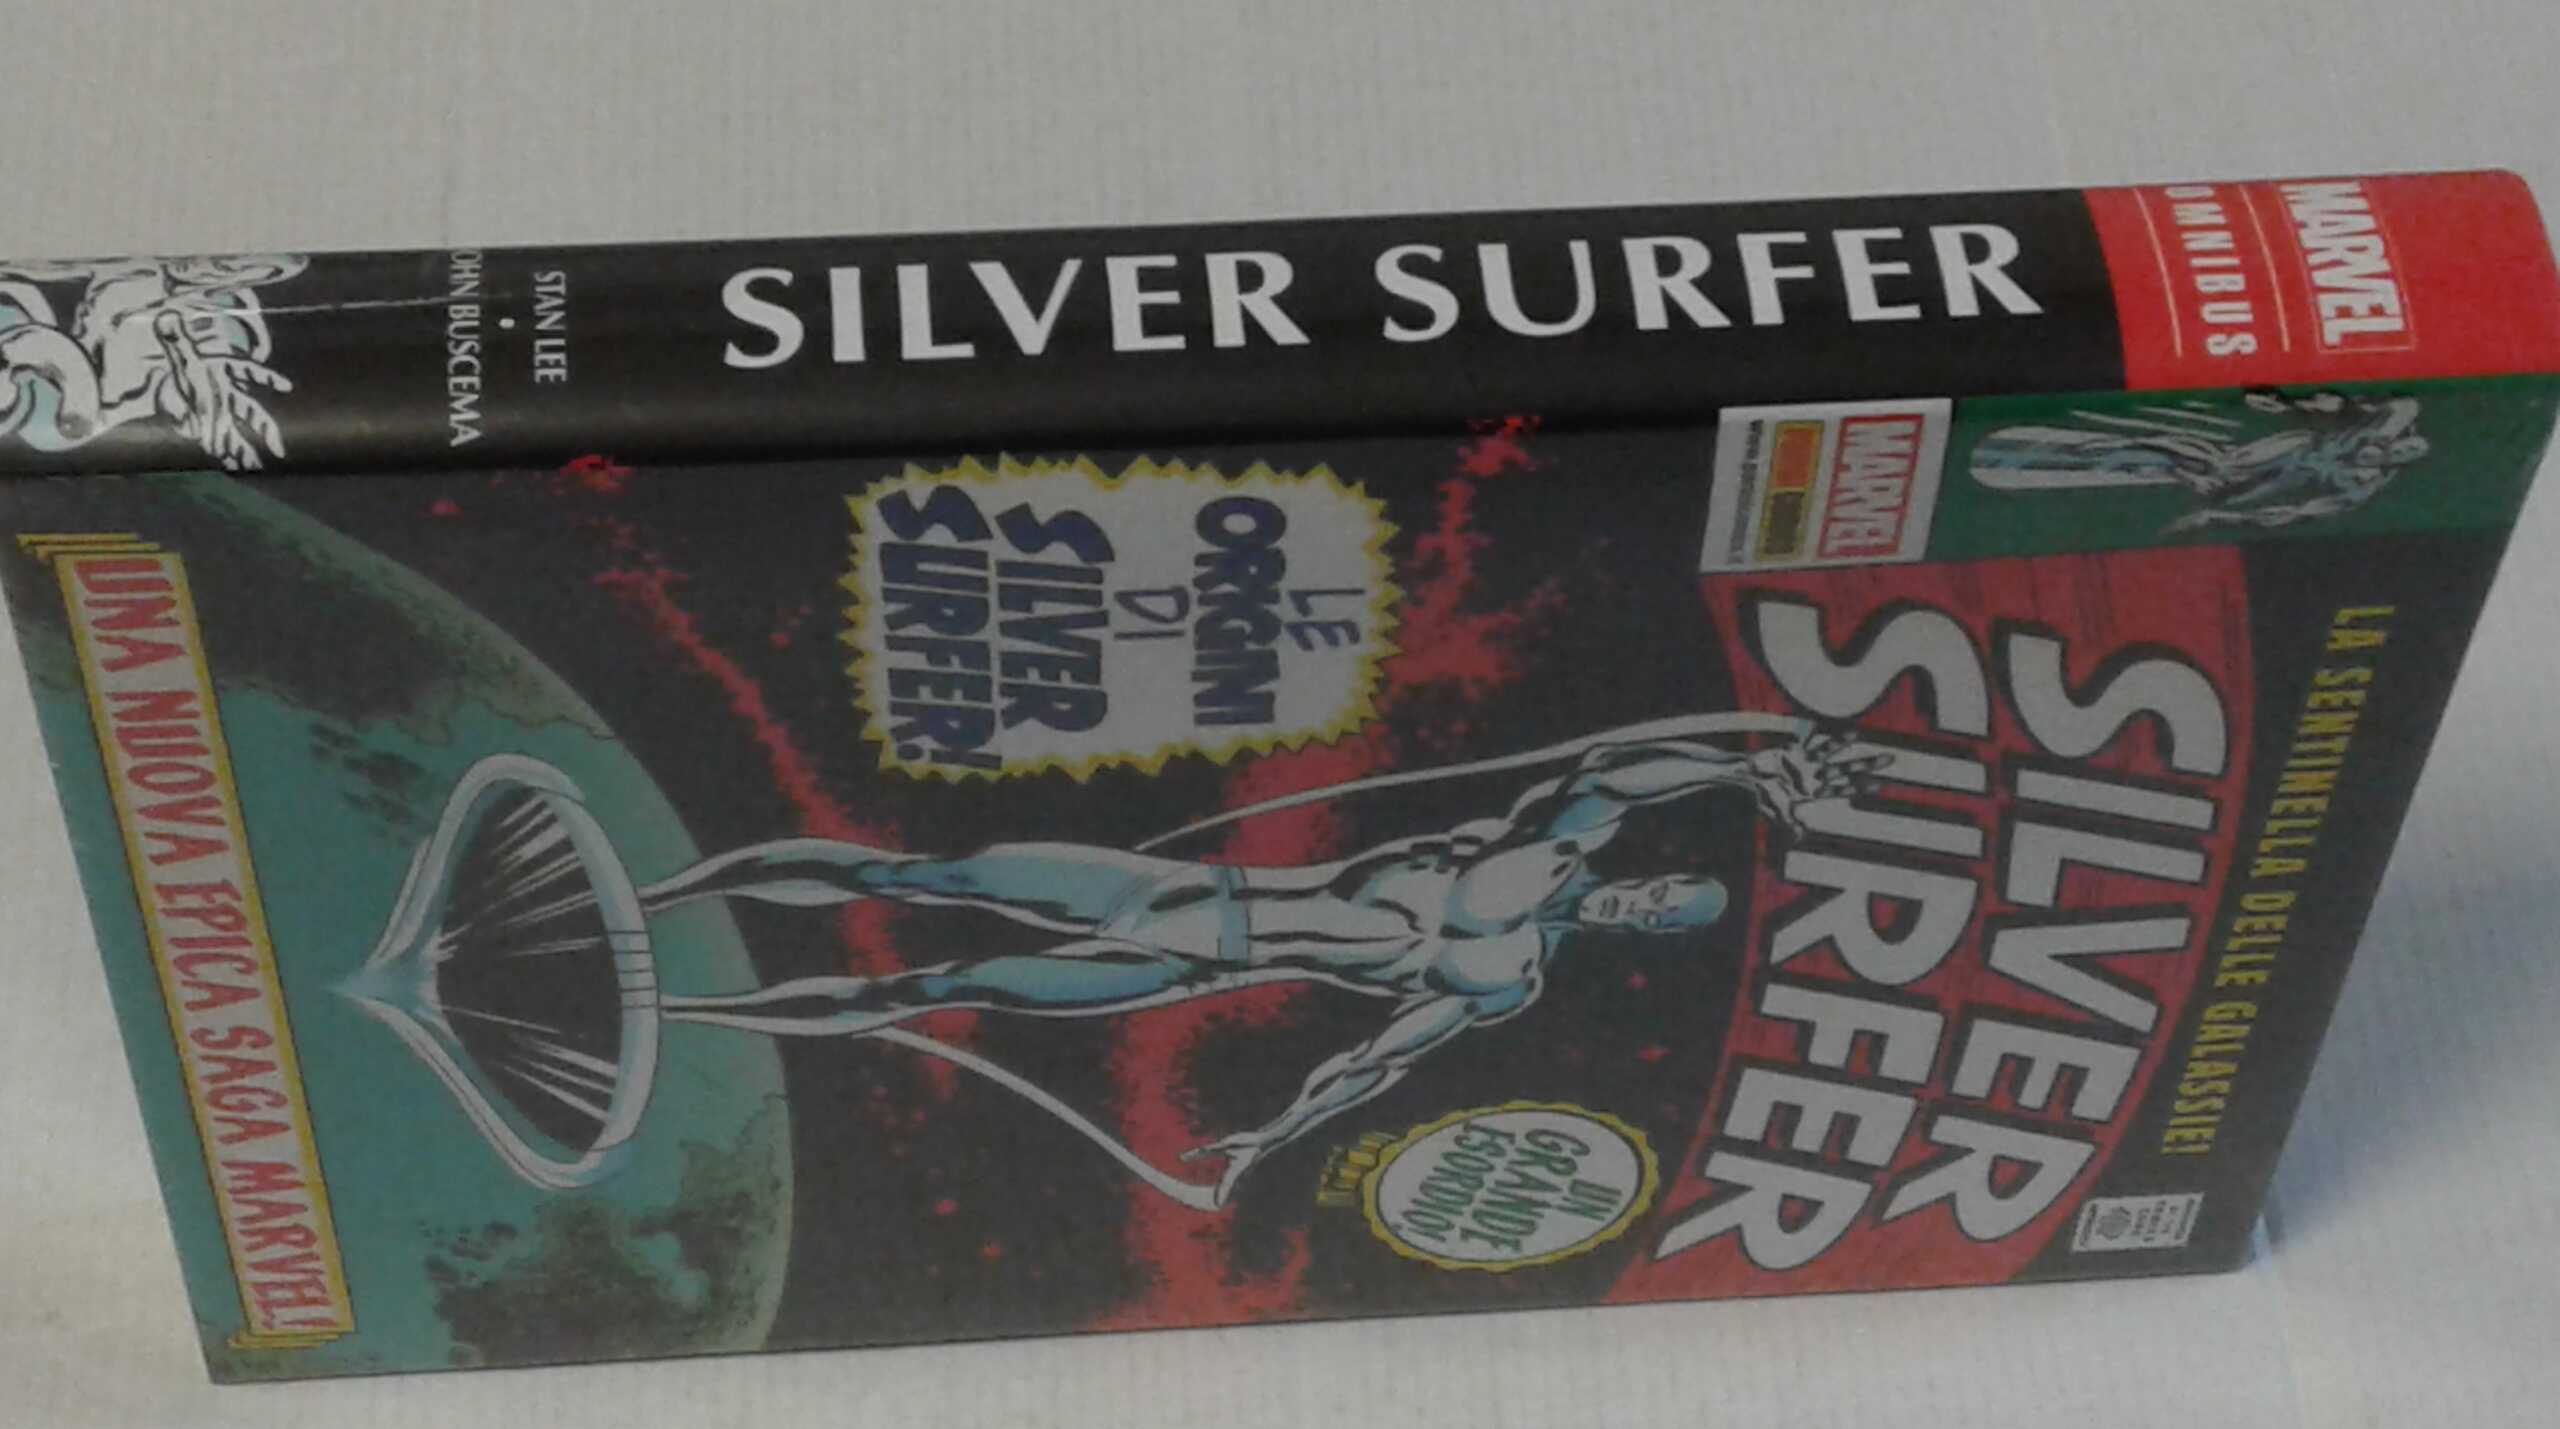 MARVEL
OMNIBUS
SILVER SURFER
STAN LEE
•
JOHN BUSCEMA
LA SENTINELLA DELLE GALASSIE!
MARVEL
SILVER
SURFER
UN
GRANDE
ESORDIO!
LE
ORIGINI
DI
SILVER
SURFER!
UNA NUOVA EPICA SAGA MARVEL!